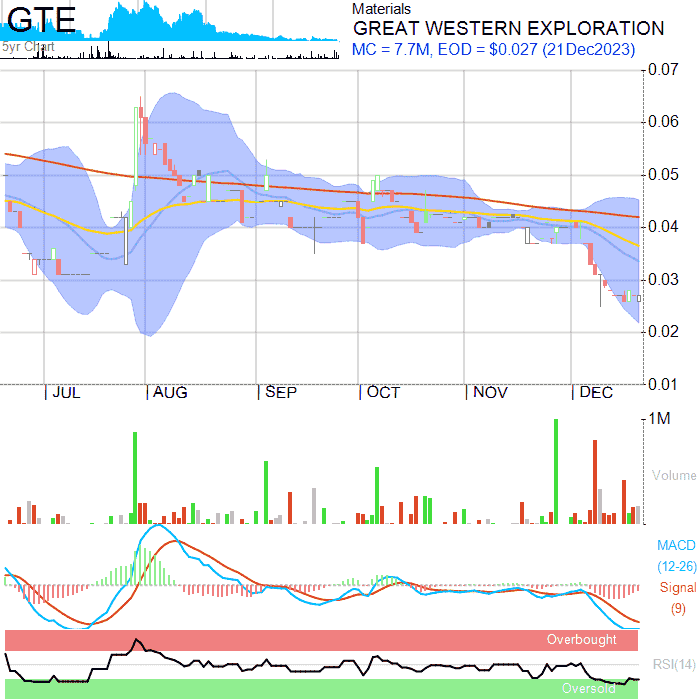 GTE
5yr Chart
Materials
GREAT WESTERN EXPLORATION
MC = 7.7M, EOD = $0.027 (21Dec2023)
0.07
0.06
0.05
0.04
0.03
0.02
0.01
JUL AUG SEP OCT NOV DEC
1M
Volume
MACD
(12-26)
Signal
(9)
Overbought
RSI(14)
Oversold